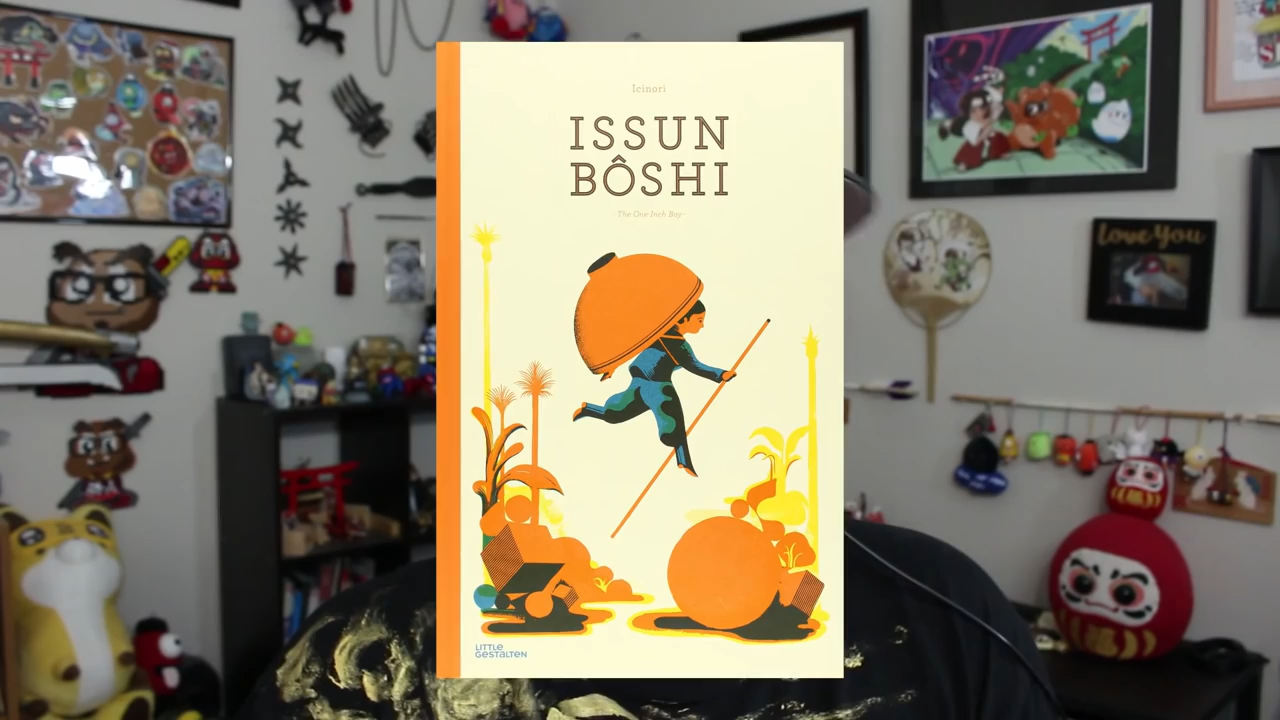 Icinori
ISSUN
BÔSHI
- The One Inch Boy -
LITTLE
GESTALTEN
Love You